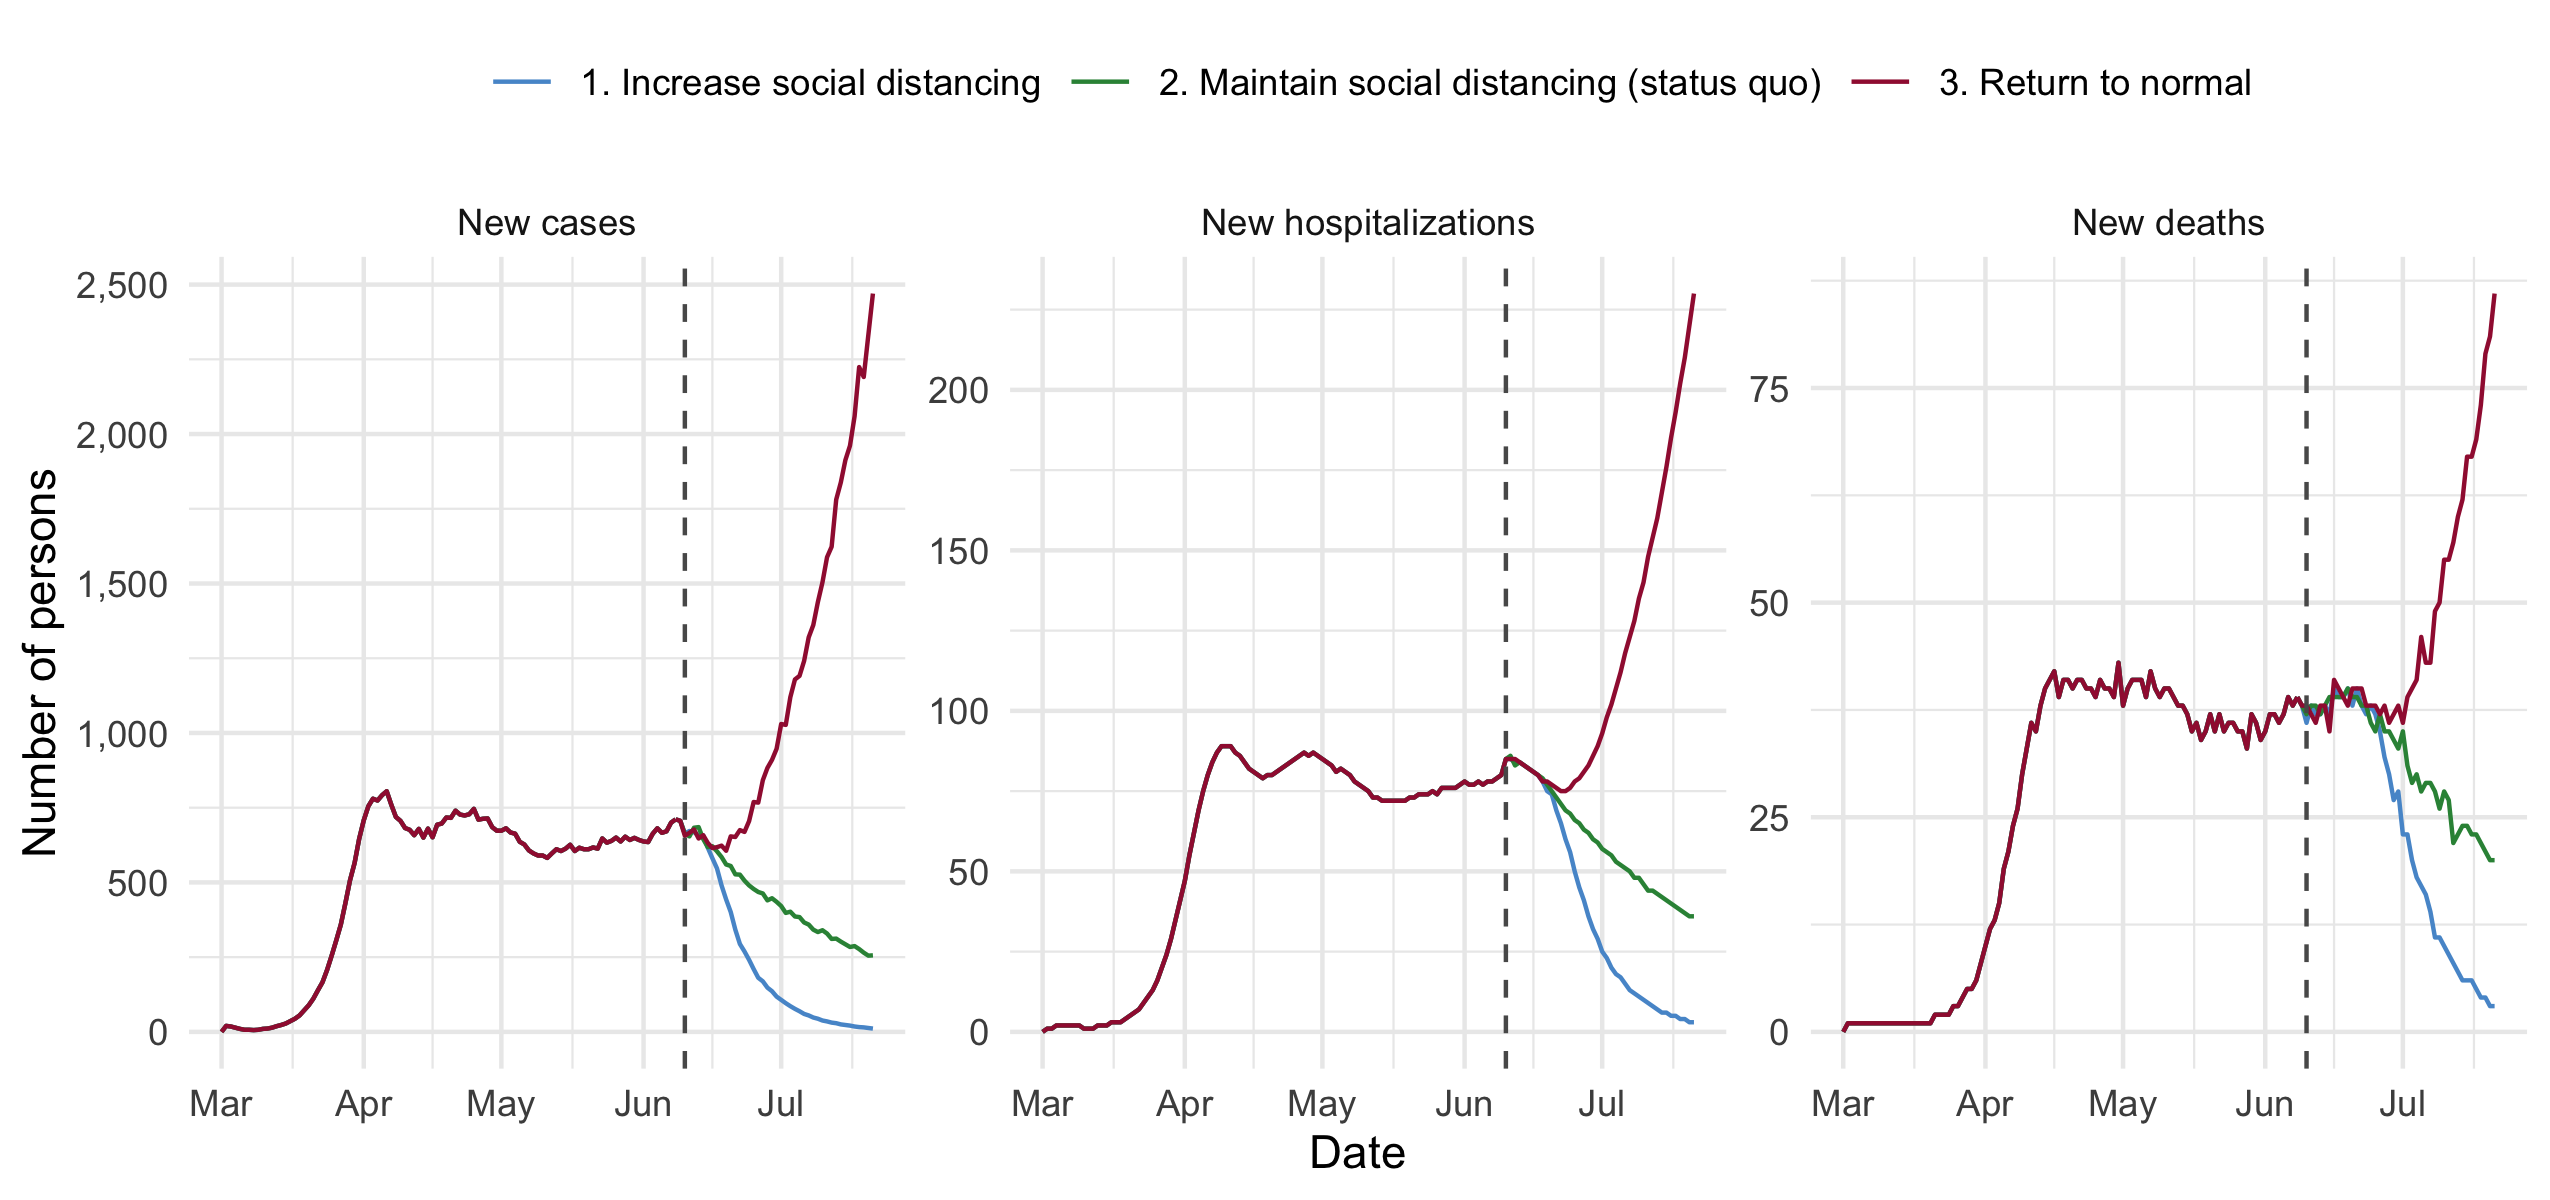 1. Increase social distancing 2. Maintain social distancing (status quo) 3. Return to normal
New cases New hospitalizations New deaths
Number of persons
2,500
2,000
1,500
1,000
500
0
Mar Apr May Jun Jul
200
150
100
50
0
Mar Apr May Jun Jul
75
50
25
0
Mar Apr May Jun Jul
Date